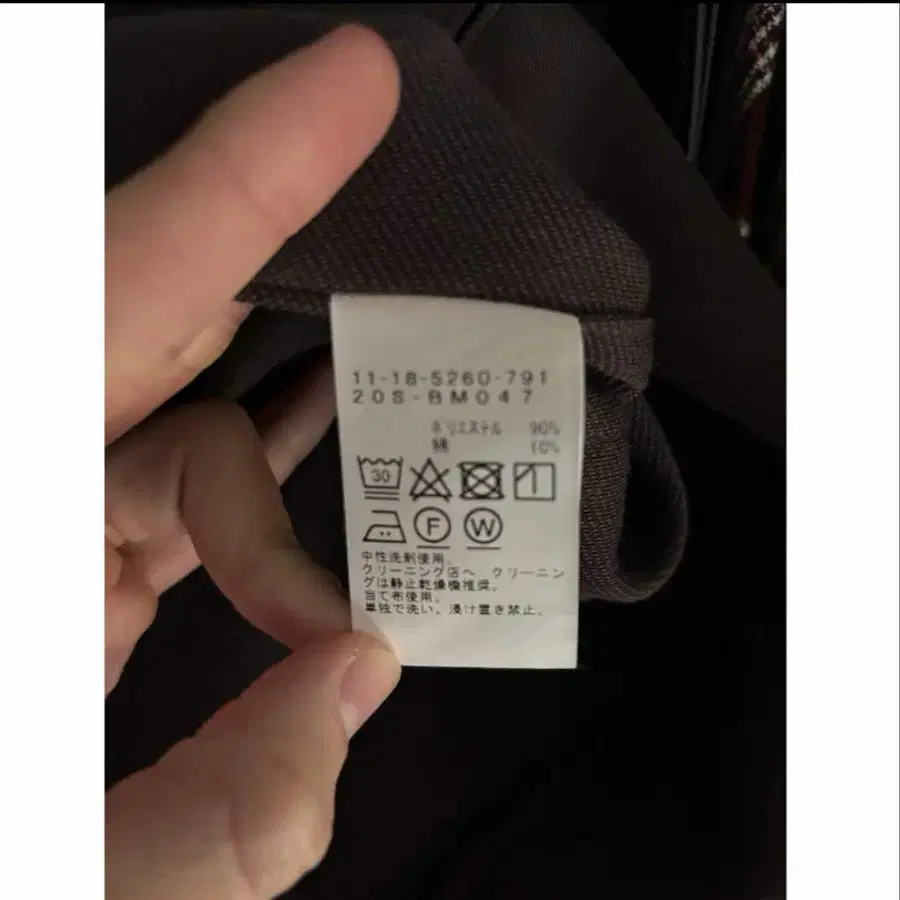 11-18-5260-791
20S-BM047
ポリエステル 90%
綿 10%
30
F W
中性洗剤使用。
クリーニング店へ:クリーニン
グは静止乾燥機推奨。
当て布使用。
単独で洗い、浸け置き禁止。